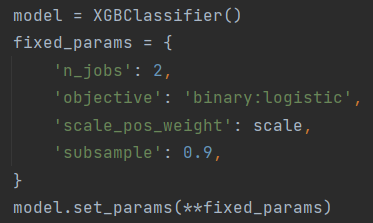 model = XGBClassifier()
fixed_params = {
    'n_jobs': 2,
    'objective': 'binary:logistic',
    'scale_pos_weight': scale,
    'subsample': 0.9,
}
model.set_params(**fixed_params)